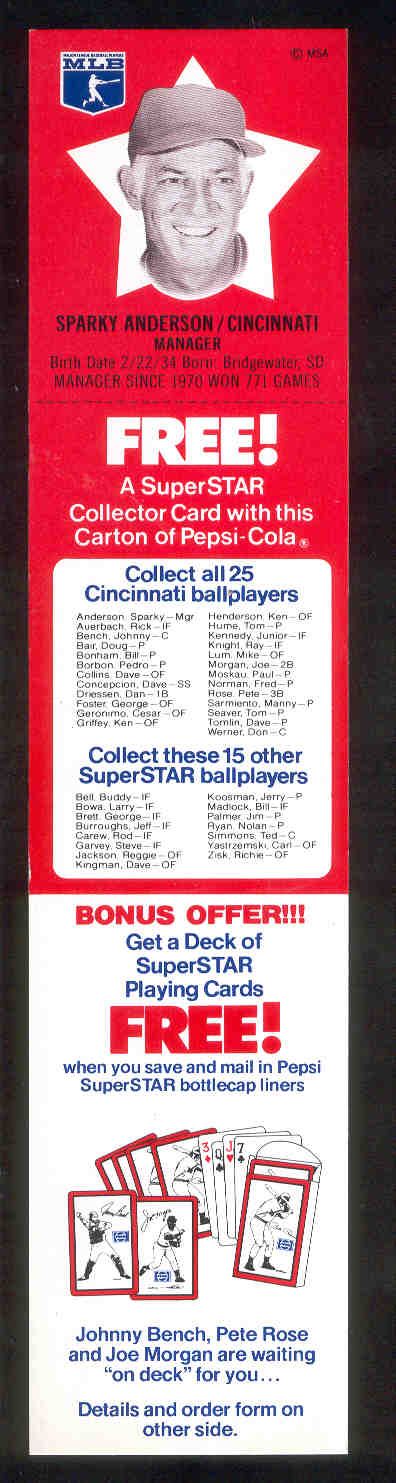 MAJOR LEAGUE BASEBALL PLAYERS
MLB
© MSA
SPARKY ANDERSON / CINCINNATI
MANAGER
Birth Date 2/22/34 Born: Bridgewater, SD
MANAGER SINCE 1970 WON 771 GAMES
FREE!
A SuperSTAR
Collector Card with this
Carton of Pepsi-Cola®
Collect all 25
Cincinnati ballplayers
Anderson, Sparky—Mgr
Auerbach, Rick—IF
Bench, Johnny—C
Bair, Doug—P
Bonham, Bill—P
Borbon, Pedro—P
Collins, Dave—OF
Concepcion, Dave—SS
Driessen, Dan—1B
Foster, George—OF
Geronimo, Cesar—OF
Griffey, Ken—OF
Henderson, Ken—OF
Hume, Tom—P
Kennedy, Junior—IF
Knight, Ray—IF
Lum, Mike—OF
Morgan, Joe—2B
Moskau, Paul—P
Norman, Fred—P
Rose, Pete—3B
Sarmiento, Manny—P
Seaver, Tom—P
Tomlin, Dave—P
Werner, Don—C
Collect these 15 other
SuperSTAR ballplayers
Bell, Buddy—IF
Bowa, Larry—IF
Brett, George—IF
Burroughs, Jeff—IF
Carew, Rod—IF
Garvey, Steve—IF
Jackson, Reggie—OF
Kingman, Dave—OF
Koosman, Jerry—P
Madlock, Bill—IF
Palmer, Jim—P
Ryan, Nolan—P
Simmons, Ted—C
Yastrzemski, Carl—OF
Zisk, Richie—OF
BONUS OFFER!!!
Get a Deck of
SuperSTAR
Playing Cards
FREE!
when you save and mail in Pepsi
SuperSTAR bottlecap liners
3 Q J 7
Johnny Bench, Pete Rose
and Joe Morgan are waiting
“on deck” for you...
Details and order form on
other side.